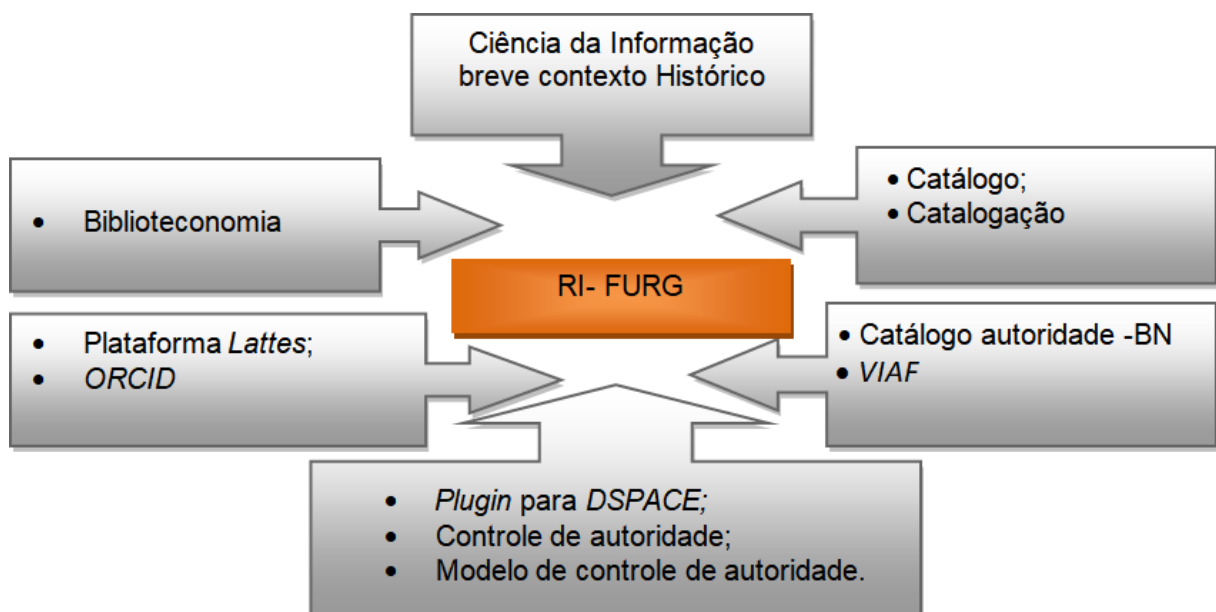 Ciência da Informação
breve contexto Histórico
• Biblioteconomia
• Catálogo;
• Catalogação
RI- FURG
• Plataforma Lattes;
• ORCID
• Catálogo autoridade -BN
• VIAF
• Plugin para DSPACE;
• Controle de autoridade;
• Modelo de controle de autoridade.